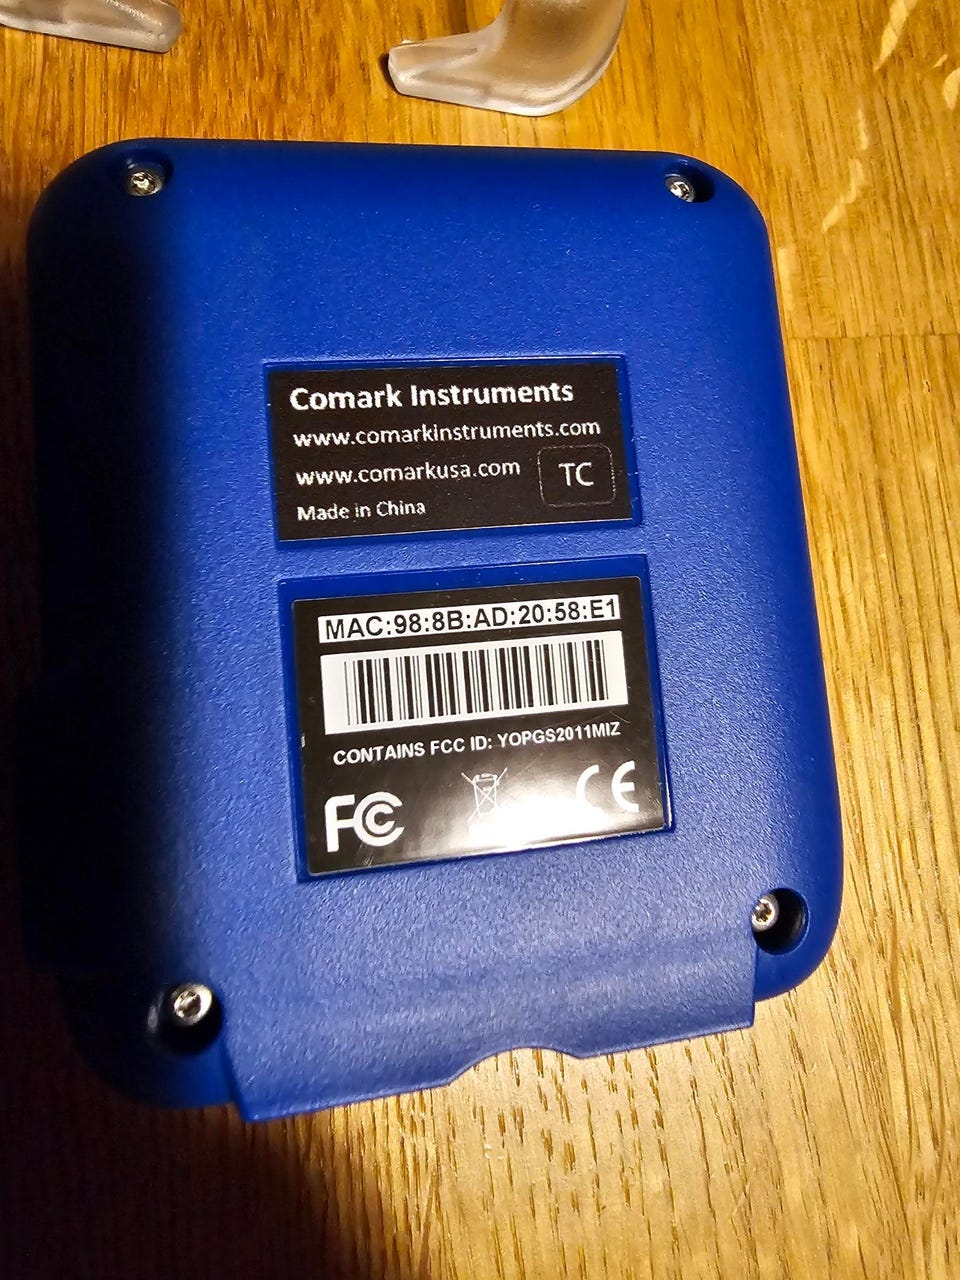 Comark Instruments
www.comarkinstruments.com
www.comarkusa.com
TC
Made in China
MAC:98:8B:AD:20:58:E1
CONTAINS FCC ID: YOPGS2011MIZ
FCC
CE